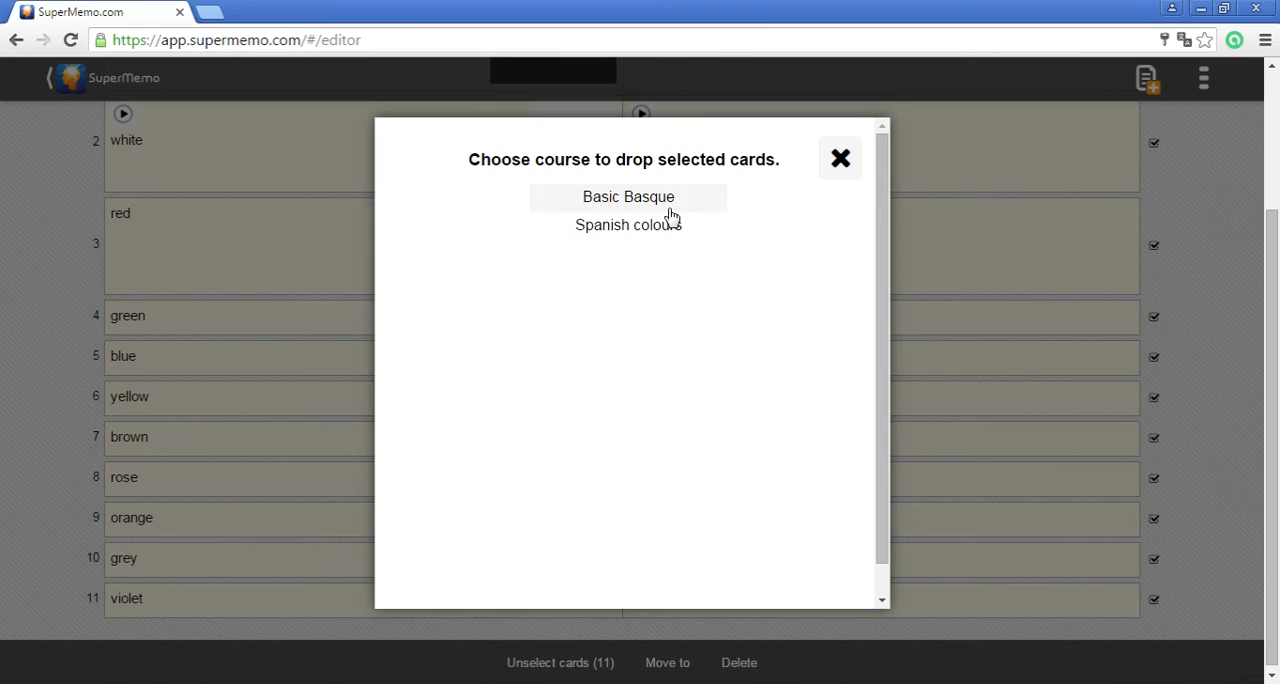 SuperMemo.com
https://app.supermemo.com/#/editor
SuperMemo
2 white
Choose course to drop selected cards.
Basic Basque
Spanish colours
3 red
4 green
5 blue
6 yellow
7 brown
8 rose
9 orange
10 grey
11 violet
Unselect cards (11) Move to Delete